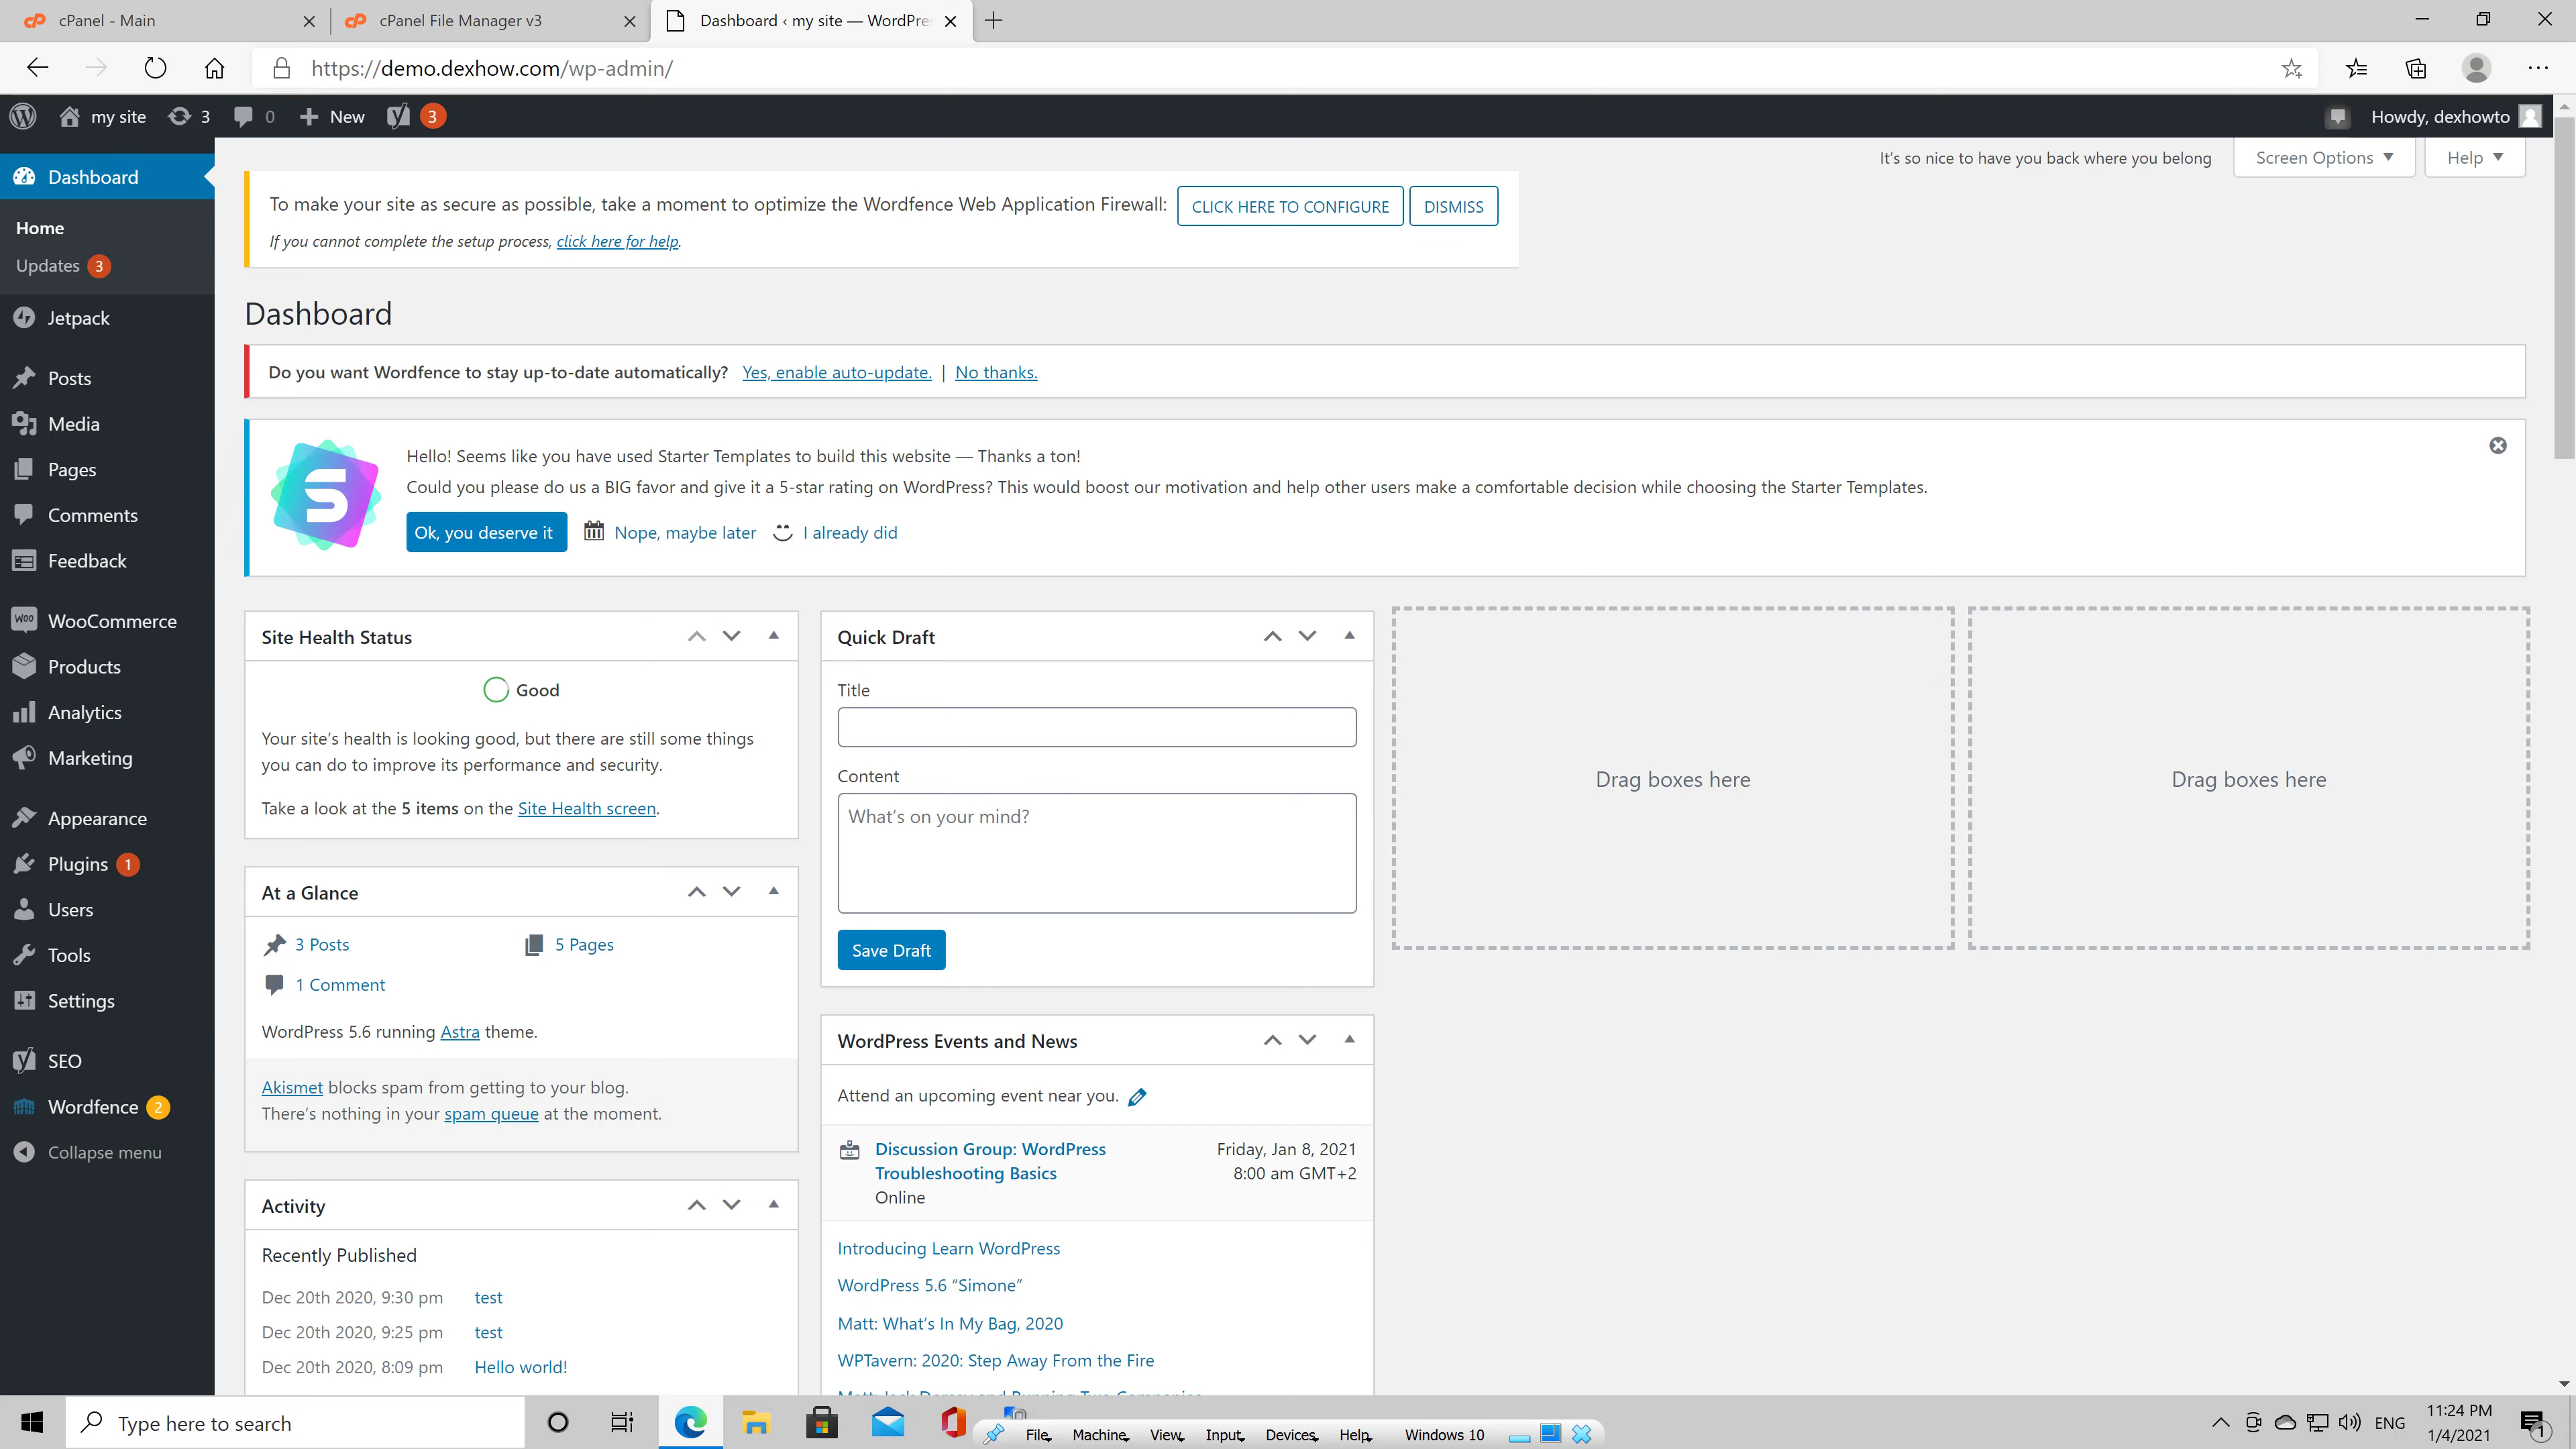 cPanel - Main
cPanel File Manager v3
Dashboard ‹ my site — WordPre
https://demo.dexhow.com/wp-admin/
my site
3
0
New
3
Howdy, dexhowto
Dashboard
Home
Updates 3
Jetpack
Posts
Media
Pages
Comments
Feedback
WooCommerce
Products
Analytics
Marketing
Appearance
Plugins 1
Users
Tools
Settings
SEO
Wordfence 2
Collapse menu
It's so nice to have you back where you belong
Screen Options
Help
To make your site as secure as possible, take a moment to optimize the Wordfence Web Application Firewall: CLICK HERE TO CONFIGURE DISMISS
If you cannot complete the setup process, click here for help.
Dashboard
Do you want Wordfence to stay up-to-date automatically? Yes, enable auto-update. | No thanks.
Hello! Seems like you have used Starter Templates to build this website — Thanks a ton!
Could you please do us a BIG favor and give it a 5-star rating on WordPress? This would boost our motivation and help other users make a comfortable decision while choosing the Starter Templates.
Ok, you deserve it Nope, maybe later I already did
Site Health Status
Good
Your site's health is looking good, but there are still some things
you can do to improve its performance and security.
Take a look at the 5 items on the Site Health screen.
At a Glance
3 Posts
5 Pages
1 Comment
WordPress 5.6 running Astra theme.
Akismet blocks spam from getting to your blog.
There's nothing in your spam queue at the moment.
Activity
Recently Published
Dec 20th 2020, 9:30 pm test
Dec 20th 2020, 9:25 pm test
Dec 20th 2020, 8:09 pm Hello world!
Quick Draft
Title
Content
What's on your mind?
Save Draft
WordPress Events and News
Attend an upcoming event near you.
Discussion Group: WordPress
Troubleshooting Basics
Online
Friday, Jan 8, 2021
8:00 am GMT+2
Introducing Learn WordPress
WordPress 5.6 “Simone”
Matt: What's In My Bag, 2020
WPTavern: 2020: Step Away From the Fire
Drag boxes here
Drag boxes here
Type here to search
File Machine View Input Devices Help Windows 10
ENG
11:24 PM
1/4/2021
1